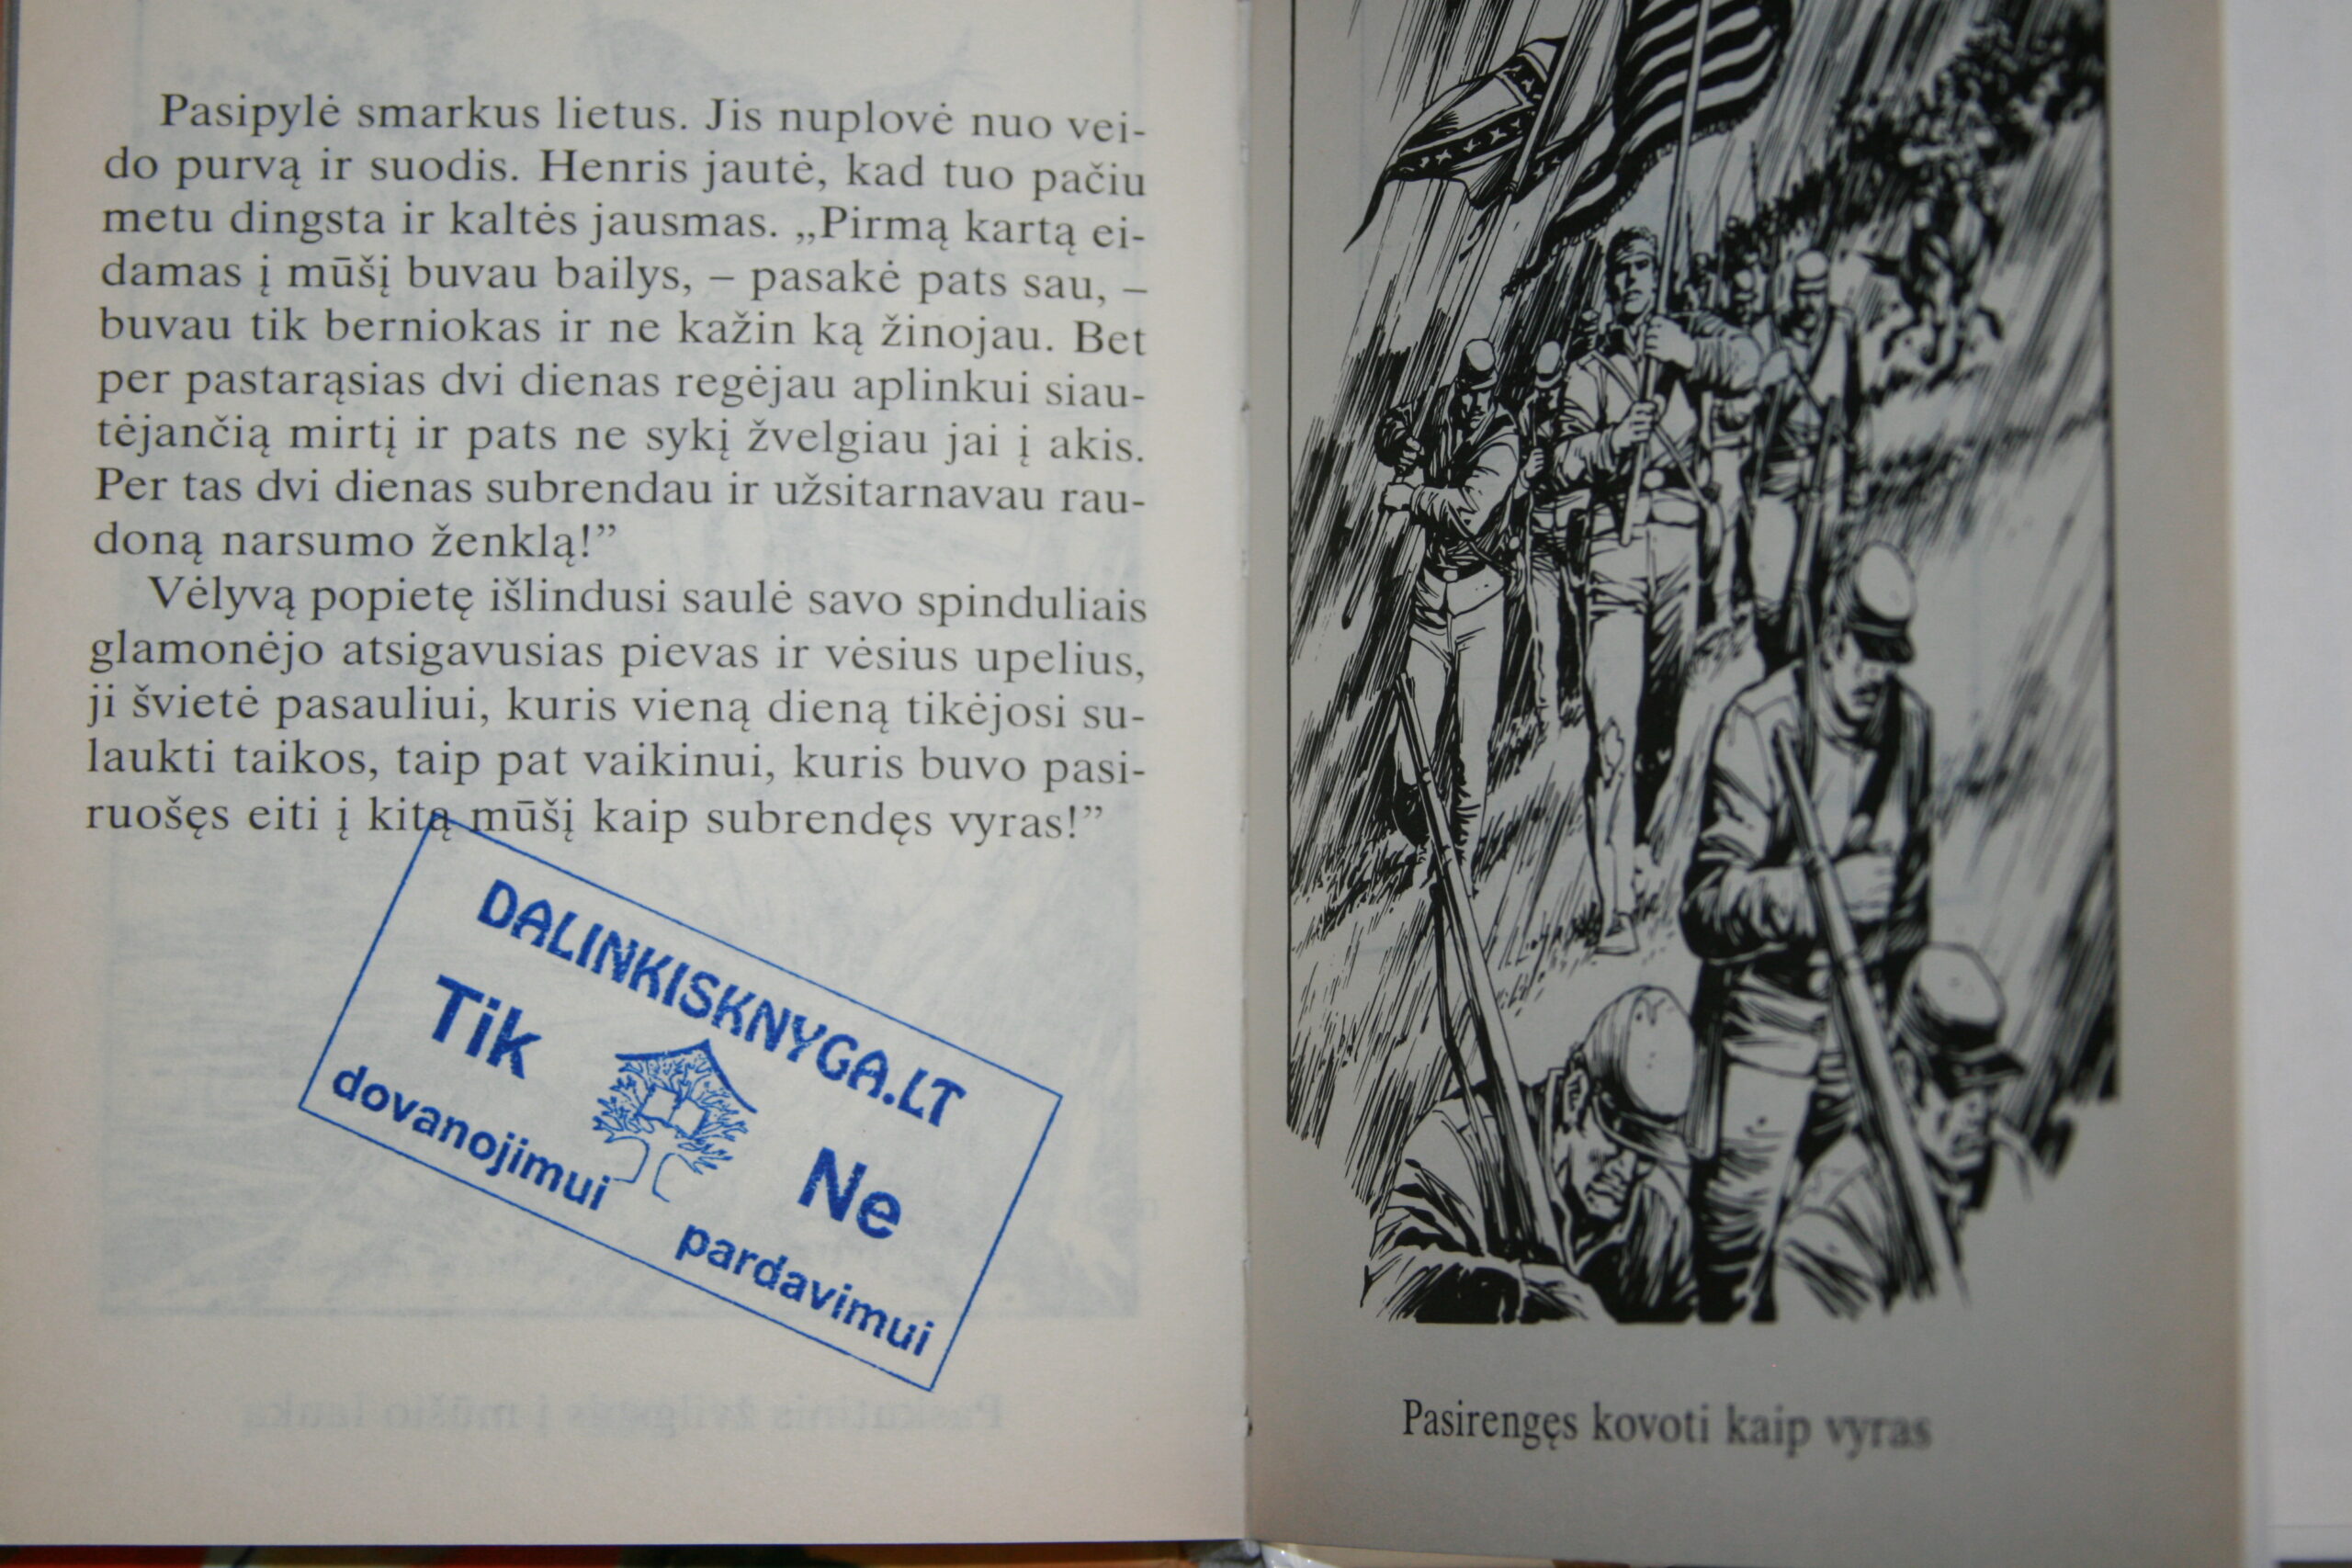 Pasipylė smarkus lietus. Jis nuplovė nuo vei-
do purvą ir suodis. Henris jautė, kad tuo pačiu
metu dingsta ir kaltės jausmas. „Pirmą kartą ei-
damas į mūšį buvau bailys, – pasakė pats sau, –
buvau tik berniokas ir ne kažin ką žinojau. Bet
per pastarąsias dvi dienas regėjau aplinkui siau-
tėjančią mirtį ir pats ne sykį žvelgiau jai į akis.
Per tas dvi dienas subrendau ir užsitarnavau rau-
doną narsumo ženklą!”
Vėlyvą popietę išlindusi saulė savo spinduliais
glamonėjo atsigavusias pievas ir vėsius upelius,
ji švietė pasauliui, kuris vieną dieną tikėjosi su-
laukti taikos, taip pat vaikinui, kuris buvo pasi-
ruošęs eiti į kitą mūšį kaip subrendęs vyras!”
DALINKISKNYGA.LT
Tik
dovanojimui
Ne
pardavimui
Paskutinis žvilgsnis į mūšio lauką
Pasirengęs kovoti kaip vyras